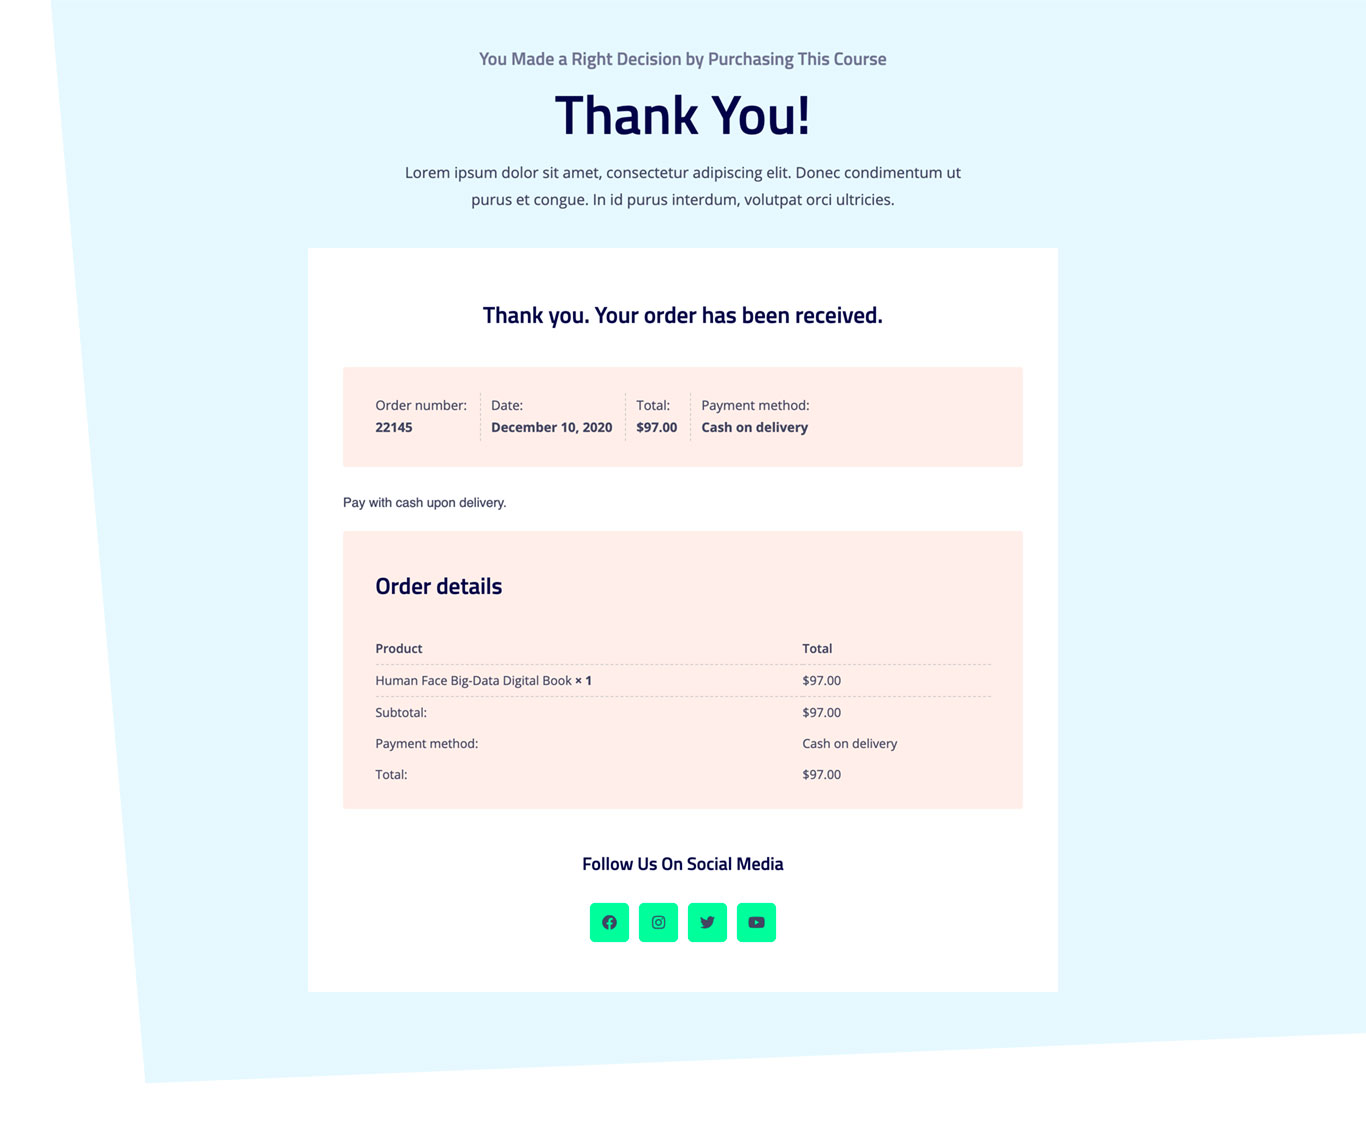 You Made a Right Decision by Purchasing This Course
Thank You!
Lorem ipsum dolor sit amet, consectetur adipiscing elit. Donec condimentum ut
purus et congue. In id purus interdum, volutpat orci ultricies.
Thank you. Your order has been received.
Order number:
22145
Date:
December 10, 2020
Total:
$97.00
Payment method:
Cash on delivery
Pay with cash upon delivery.
Order details
Product Total
Human Face Big-Data Digital Book × 1 $97.00
Subtotal: $97.00
Payment method: Cash on delivery
Total: $97.00
Follow Us On Social Media